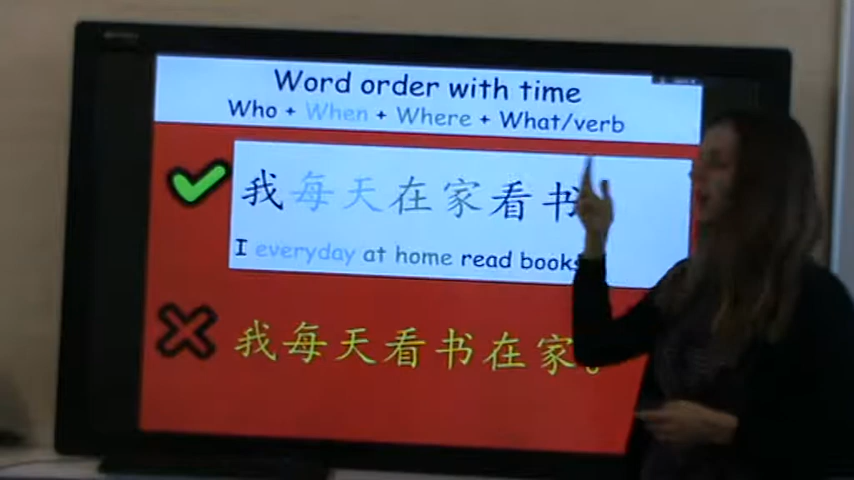 Word order with time
Who + When + Where + What/verb
我每天在家看书
I everyday at home read books
我每天看书在家。